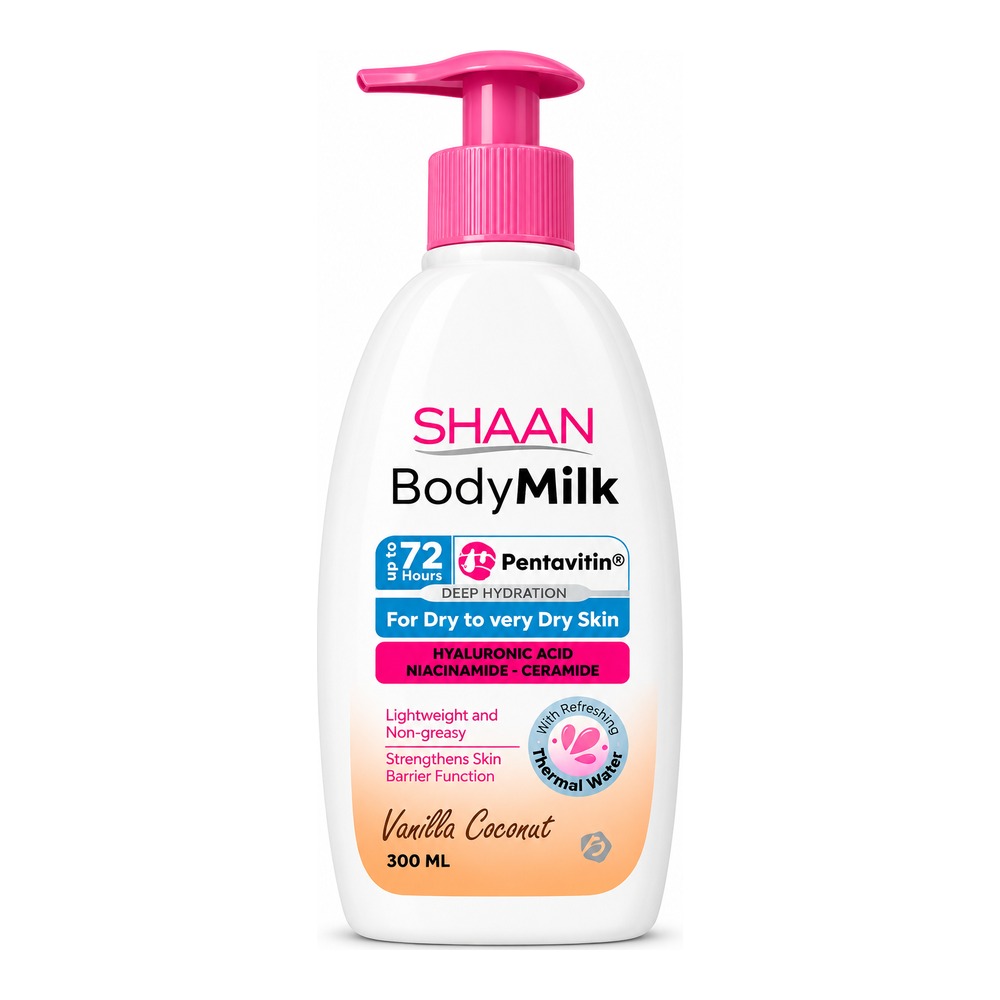 SHAAN
BodyMilk
up to 72 Hours
Pentavitin®
DEEP HYDRATION
For Dry to very Dry Skin
HYALURONIC ACID
NIACINAMIDE - CERAMIDE
Lightweight and
Non-greasy
Strengthens Skin
Barrier Function
With Refreshing
Thermal Water
Vanilla Coconut
300 ML